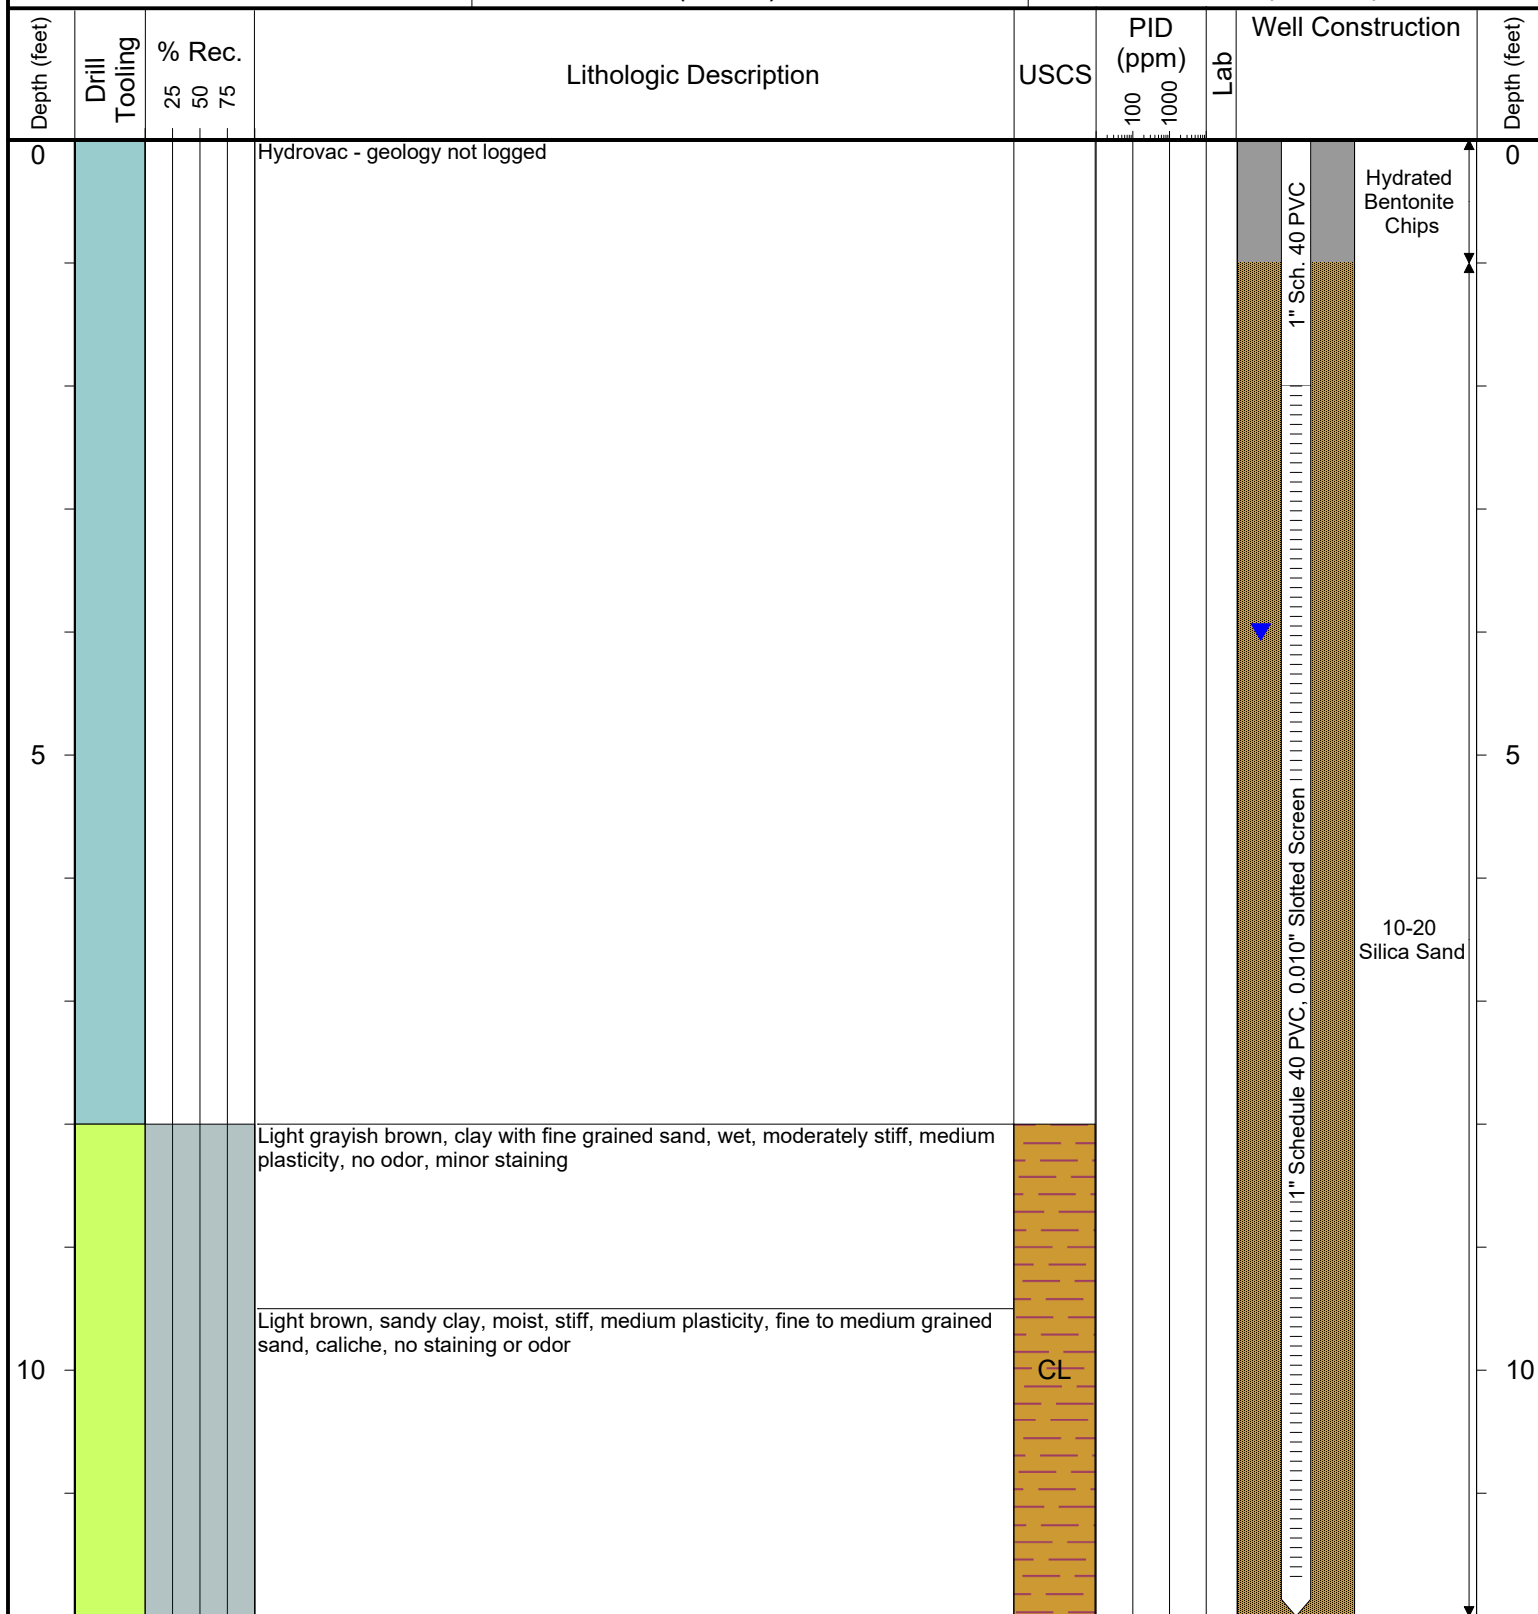 Depth (feet)
Drill
Tooling
% Rec.
25
50
75
Lithologic Description
USCS
PID
(ppm)
100
1000
Lab
Well Construction
Depth (feet)
0
Hydrovac - geology not logged
1" Sch. 40 PVC
Hydrated
Bentonite
Chips
0
5
1" Schedule 40 PVC, 0.010" Slotted Screen
10-20
Silica Sand
5
Light grayish brown, clay with fine grained sand, wet, moderately stiff, medium
plasticity, no odor, minor staining
Light brown, sandy clay, moist, stiff, medium plasticity, fine to medium grained
sand, caliche, no staining or odor
10
CL
10